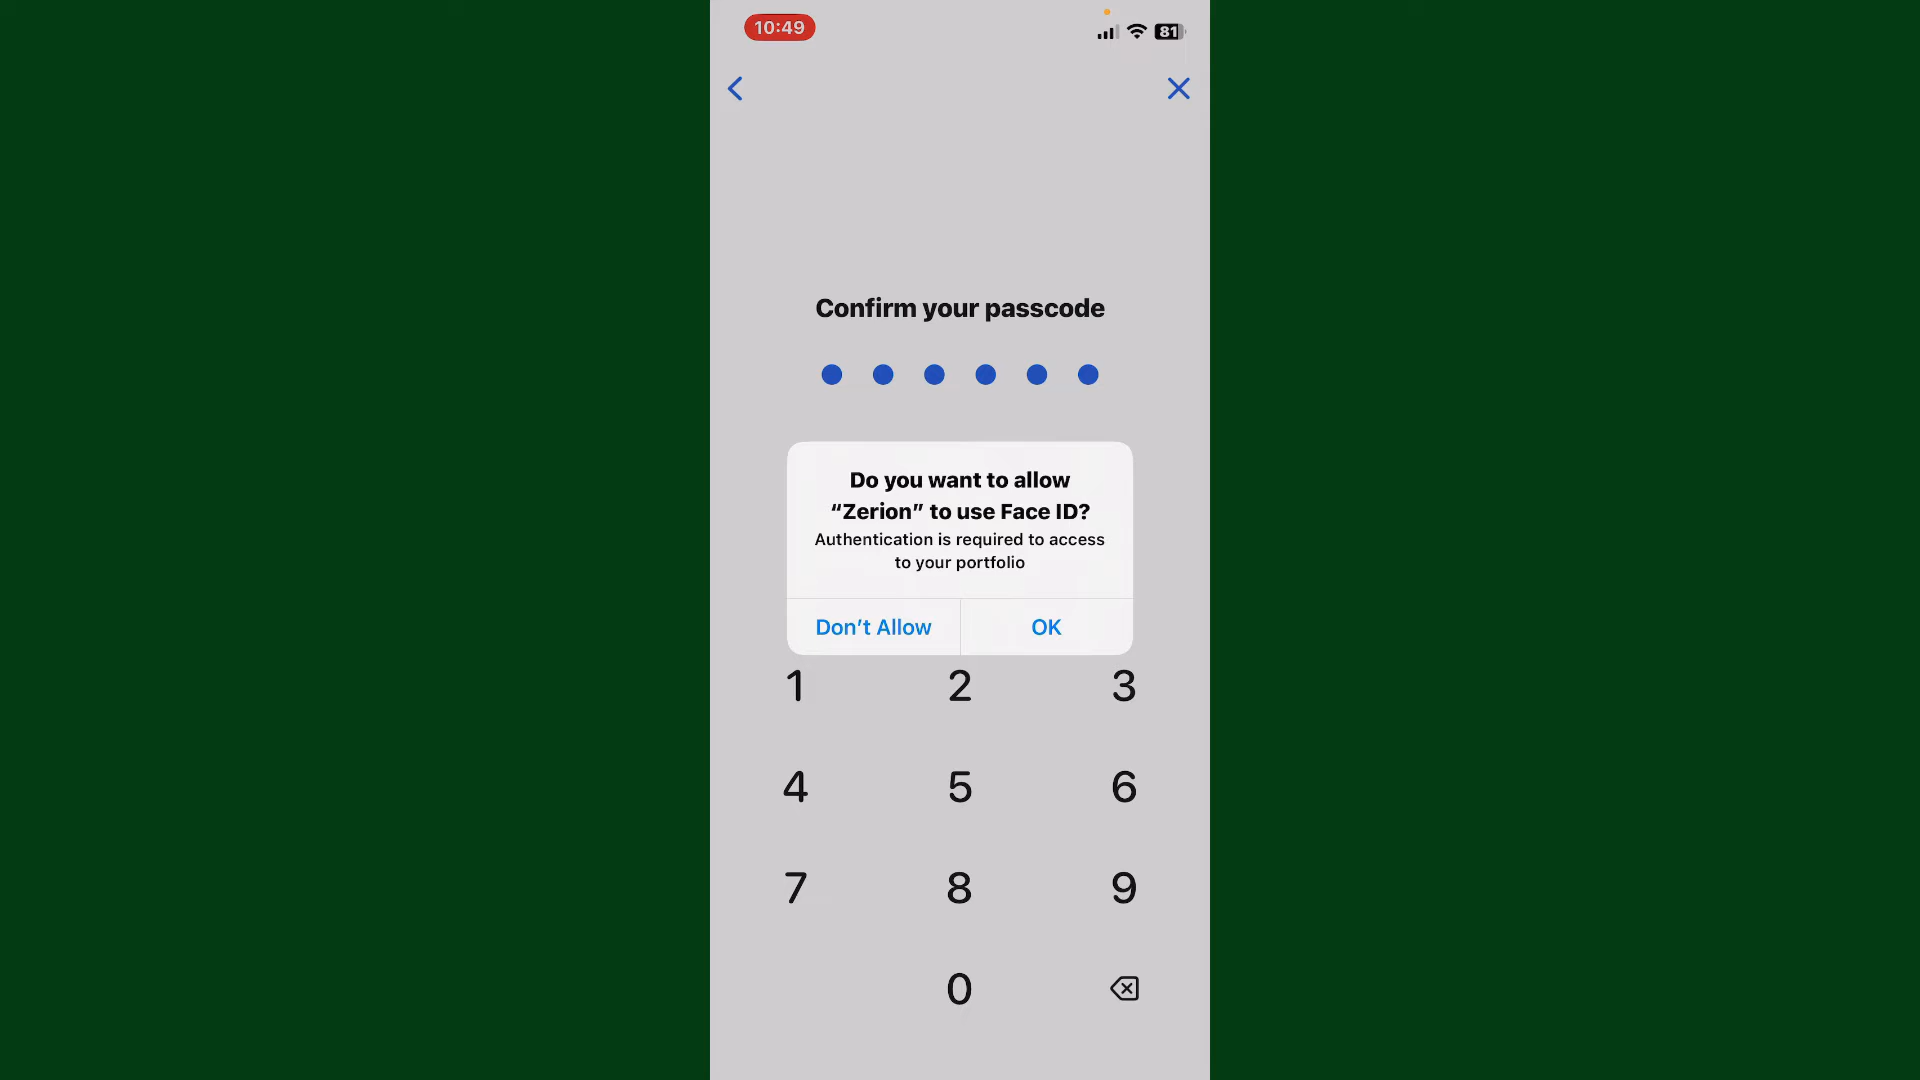 10:49
81
Confirm your passcode
Do you want to allow
“Zerion” to use Face ID?
Authentication is required to access
to your portfolio
Don’t Allow
OK
1 2 3
4 5 6
7 8 9
0